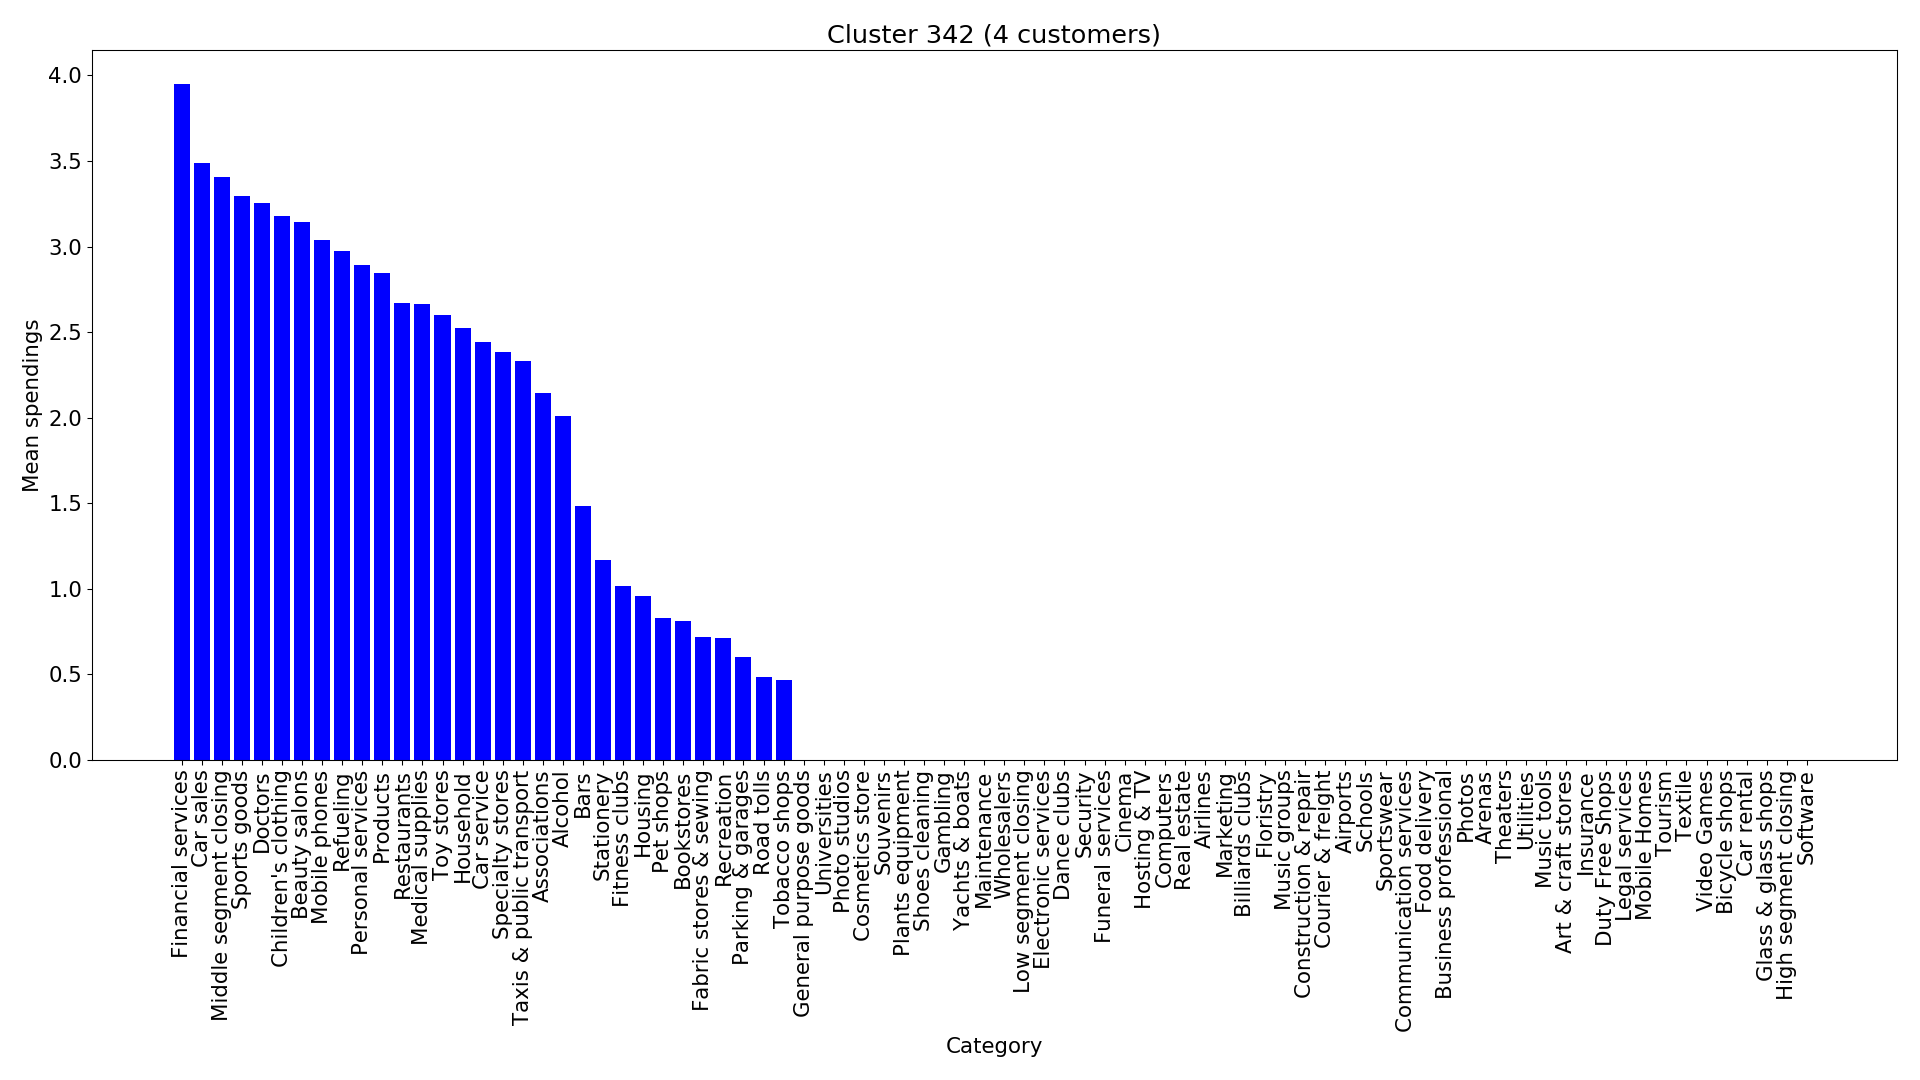 Cluster 342 (4 customers)
4.0
3.5
3.0
2.5
2.0
1.5
1.0
0.5
0.0
Mean spendings
Financial services
Car sales
Middle segment closing
Sports goods
Doctors
Children's clothing
Beauty salons
Mobile phones
Refueling
Personal services
Products
Restaurants
Medical supplies
Toy stores
Household
Car service
Specialty stores
Taxis & public transport
Associations
Alcohol
Bars
Stationery
Fitness clubs
Housing
Pet shops
Bookstores
Fabric stores & sewing
Recreation
Parking & garages
Road tolls
Tobacco shops
General purpose goods
Universities
Photo studios
Cosmetics store
Souvenirs
Plants equipment
Shoes cleaning
Gambling
Yachts & boats
Maintenance
Wholesalers
Low segment closing
Electronic services
Dance clubs
Security
Funeral services
Cinema
Hosting & TV
Computers
Real estate
Airlines
Marketing
Billiards clubs
Floristry
Music groups
Construction & repair
Courier & freight
Airports
Schools
Sportswear
Communication services
Food delivery
Business professional
Photos
Arenas
Theaters
Utilities
Music tools
Art & craft stores
Insurance
Duty Free Shops
Legal services
Mobile Homes
Tourism
Textile
Video Games
Bicycle shops
Car rental
Glass & glass shops
High segment closing
Software
Category